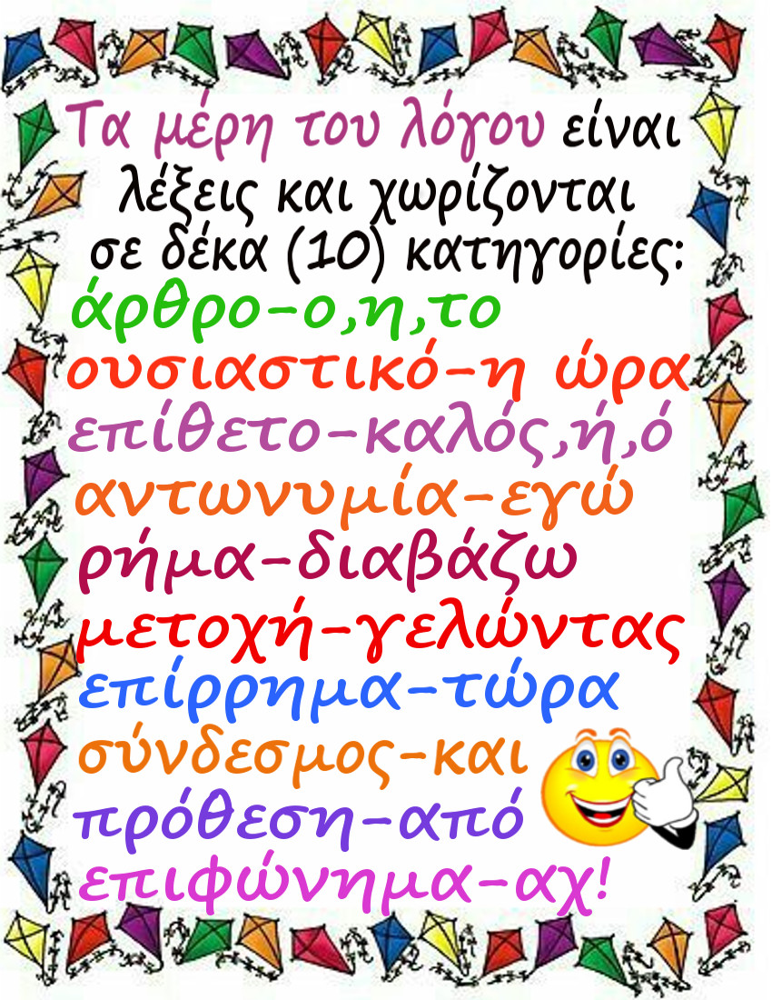 Τα μέρη του λόγου είναι
λέξεις και χωρίζονται
σε δέκα (10) κατηγορίες:
άρθρο-ο,η,το
ουσιαστικό-η ώρα
επίθετο-καλός,ή,ό
αντωνυμία-εγώ
ρήμα-διαβάζω
μετοχή-γελώντας
επίρρημα-τώρα
σύνδεσμος-και
πρόθεση-από
επιφώνημα-αχ!